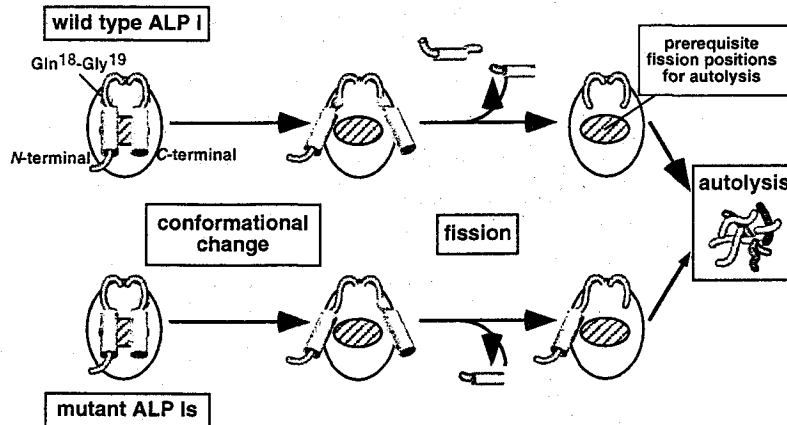 wild type ALP I
Gln18-Gly19
N-terminal
C-terminal
prerequisite
fission positions
for autolysis
autolysis
conformational
change
fission
mutant ALP Is